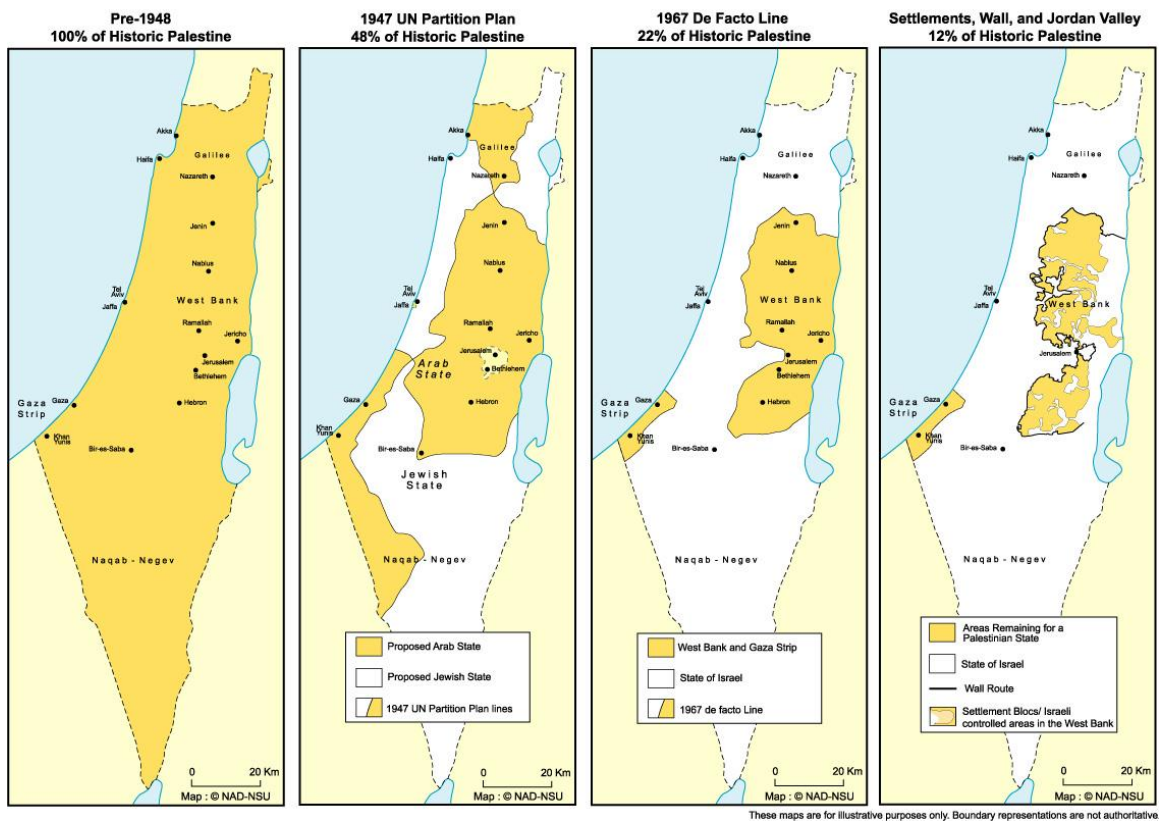 Pre-1948
100% of Historic Palestine
Akka
Haifa
Galilee
Nazareth
Jenin
Nablus
Tel
Aviv
Jaffa
West Bank
Ramallah
Jericho
Jerusalem
Bethlehem
Gaza
Strip
Gaza
Hebron
Khan
Yunis
Bir-es-Saba
Naqab - Negev
0 20 Km
Map : © NAD-NSU
1947 UN Partition Plan
48% of Historic Palestine
Akka
Haifa
Galilee
Nazareth
Jenin
Nablus
Tel
Aviv
Jaffa
Ramallah
Jericho
Jerusalem
Arab
State
Bethlehem
Gaza
Hebron
Khan
Yunis
Bir-es-Saba
Jewish
State
Naqab - Negev
Proposed Arab State
Proposed Jewish State
1947 UN Partition Plan lines
0 20 Km
Map : © NAD-NSU
1967 De Facto Line
22% of Historic Palestine
Akka
Haifa
Galilee
Nazareth
Jenin
Nablus
Tel
Aviv
Jaffa
West Bank
Ramallah
Jericho
Jerusalem
Bethlehem
Gaza
Strip
Gaza
Hebron
Khan
Yunis
Bir-es-Saba
Naqab - Negev
West Bank and Gaza Strip
State of Israel
1967 de facto Line
0 20 Km
Map : © NAD-NSU
Settlements, Wall, and Jordan Valley
12% of Historic Palestine
Akka
Haifa
Galilee
Nazareth
Tel
Aviv
Jaffa
West Bank
Jerusalem
Gaza
Strip
Gaza
Khan
Yunis
Bir-es-Saba
Naqab - Negev
Areas Remaining for a
Palestinian State
State of Israel
Wall Route
Settlement Blocs/ Israeli
controlled areas in the West Bank
0 20 Km
Map : © NAD-NSU
These maps are for illustrative purposes only. Boundary representations are not authoritative.